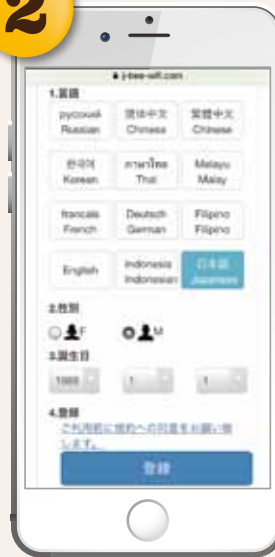 2
j-bee-wifi.com
1.言語
русский
Russian
简体中文
Chinese
繁體中文
Chinese
한국어
Korean
ภาษาไทย
Thai
Melayu
Malay
francais
French
Deutsch
German
Filipino
Filipino
English
Indonesia
Indonesian
日本語
Japanese
2.性別
F
M
3.誕生日
1988
1
1
4.登録
ご利用前に規約への同意をお願い致
します。
登録